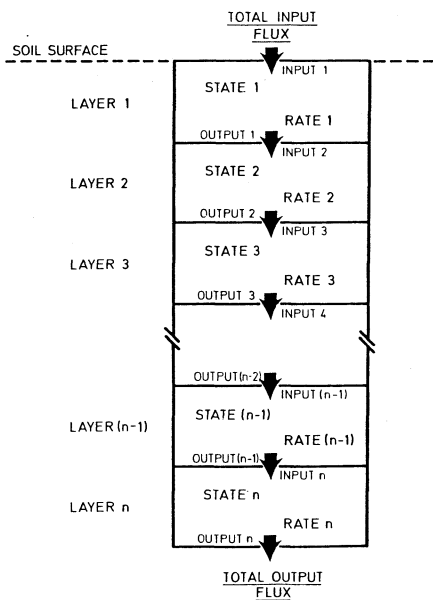 TOTAL INPUT
FLUX
SOIL SURFACE
INPUT 1
STATE 1
LAYER 1
RATE 1
OUTPUT 1
INPUT 2
STATE 2
LAYER 2
RATE 2
OUTPUT 2
INPUT 3
STATE 3
LAYER 3
RATE 3
OUTPUT 3
INPUT 4
OUTPUT(n-2)
INPUT(n-1)
STATE (n-1)
LAYER(n-1)
RATE(n-1)
OUTPUT(n-1)
INPUT n
STATE n
LAYER n
RATE n
OUTPUT n
TOTAL OUTPUT
FLUX